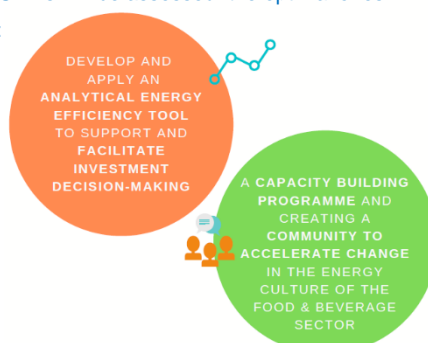 DEVELOP AND
APPLY AN
ANALYTICAL ENERGY
EFFICIENCY TOOL
TO SUPPORT AND
FACILITATE
INVESTMENT
DECISION-MAKING
A CAPACITY BUILDING
PROGRAMME AND
CREATING A
COMMUNITY TO
ACCELERATE CHANGE
IN THE ENERGY
CULTURE OF THE
FOOD & BEVERAGE
SECTOR